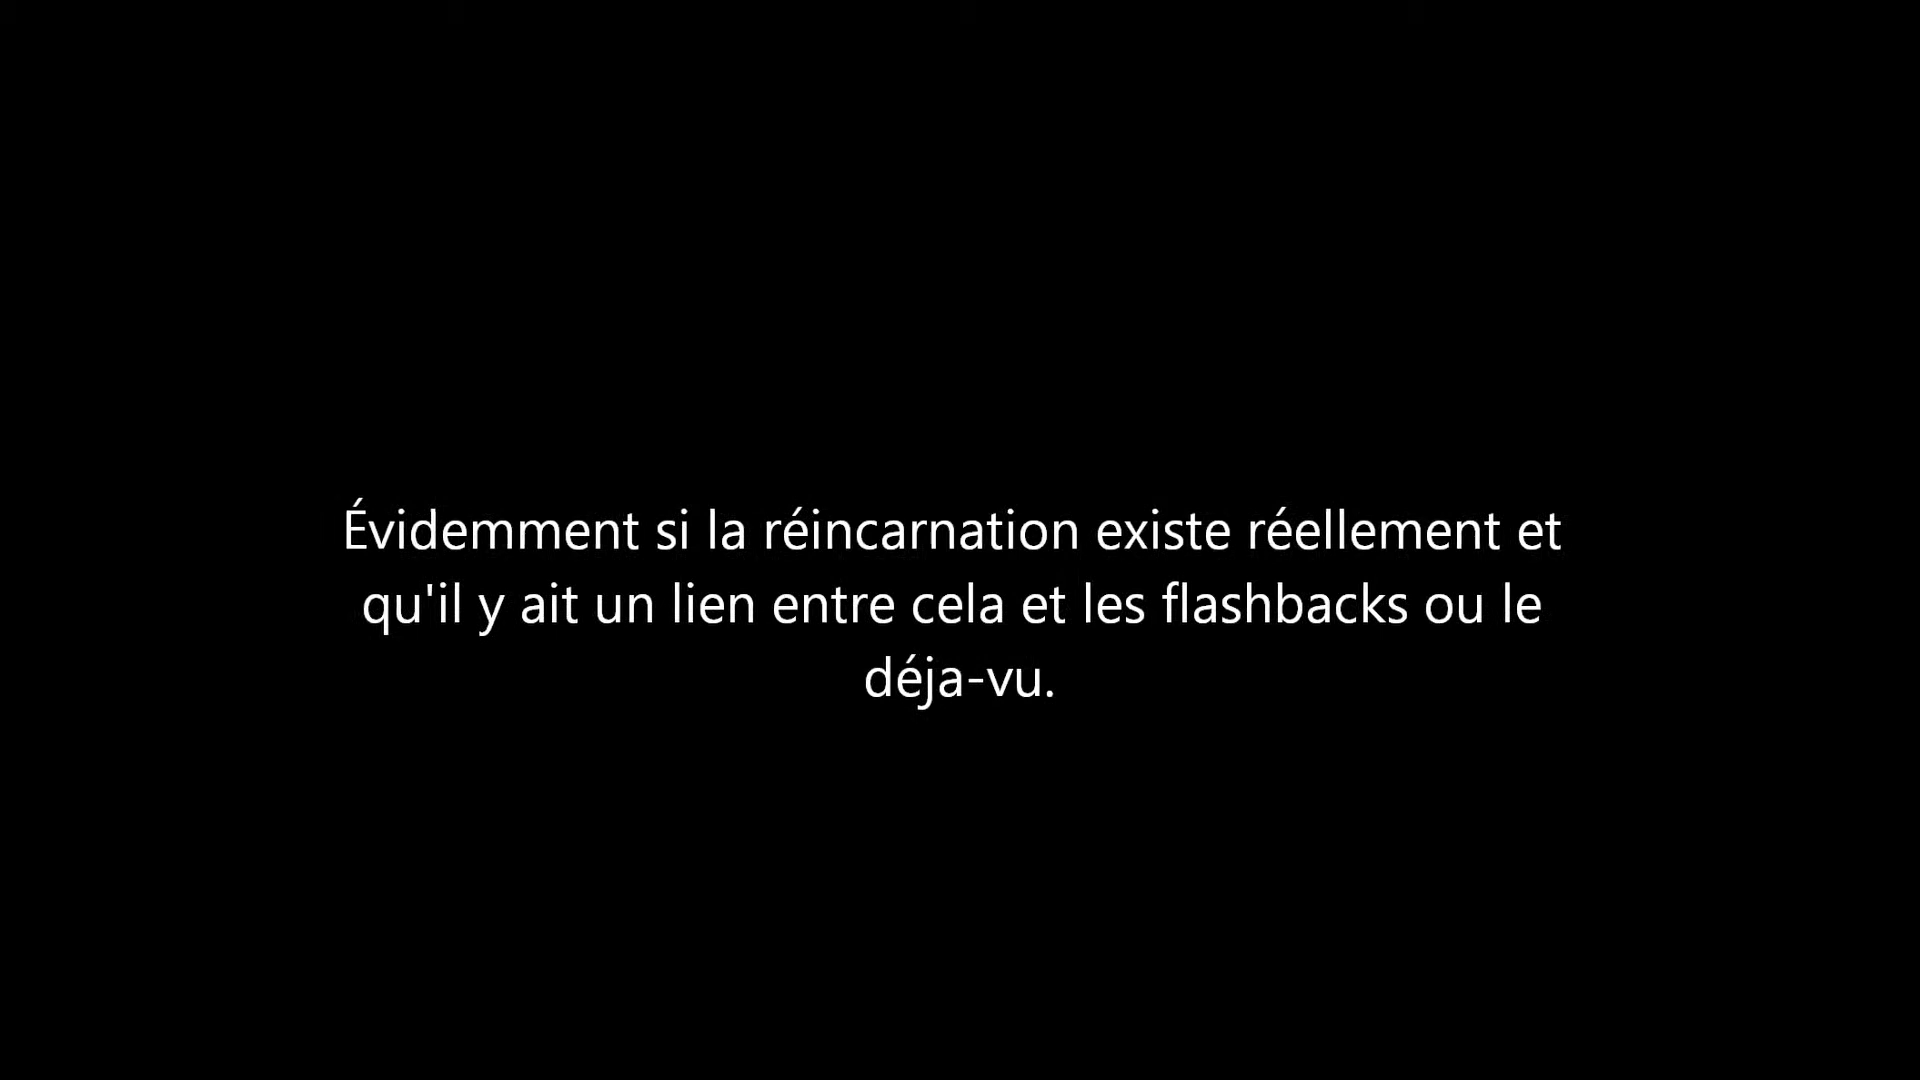 Évidemment si la réincarnation existe réellement et
qu'il y ait un lien entre cela et les flashbacks ou le
déja-vu.